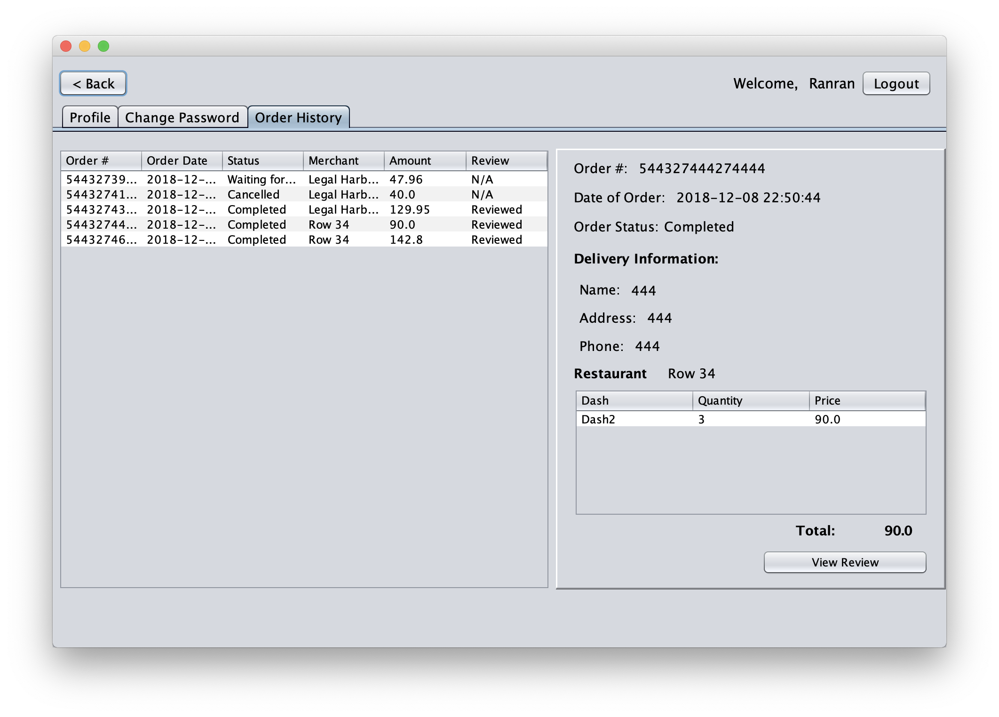 < Back
Welcome, Ranran Logout
Profile Change Password Order History
Order # Order Date Status Merchant Amount Review
54432739... 2018-12-... Waiting for... Legal Harb... 47.96 N/A
54432741... 2018-12-... Cancelled Legal Harb... 40.0 N/A
54432743... 2018-12-... Completed Legal Harb... 129.95 Reviewed
54432744... 2018-12-... Completed Row 34 90.0 Reviewed
54432746... 2018-12-... Completed Row 34 142.8 Reviewed
Order #: 544327444274444
Date of Order: 2018-12-08 22:50:44
Order Status: Completed
Delivery Information:
Name: 444
Address: 444
Phone: 444
Restaurant Row 34
Dash Quantity Price
Dash2 3 90.0
Total: 90.0
View Review